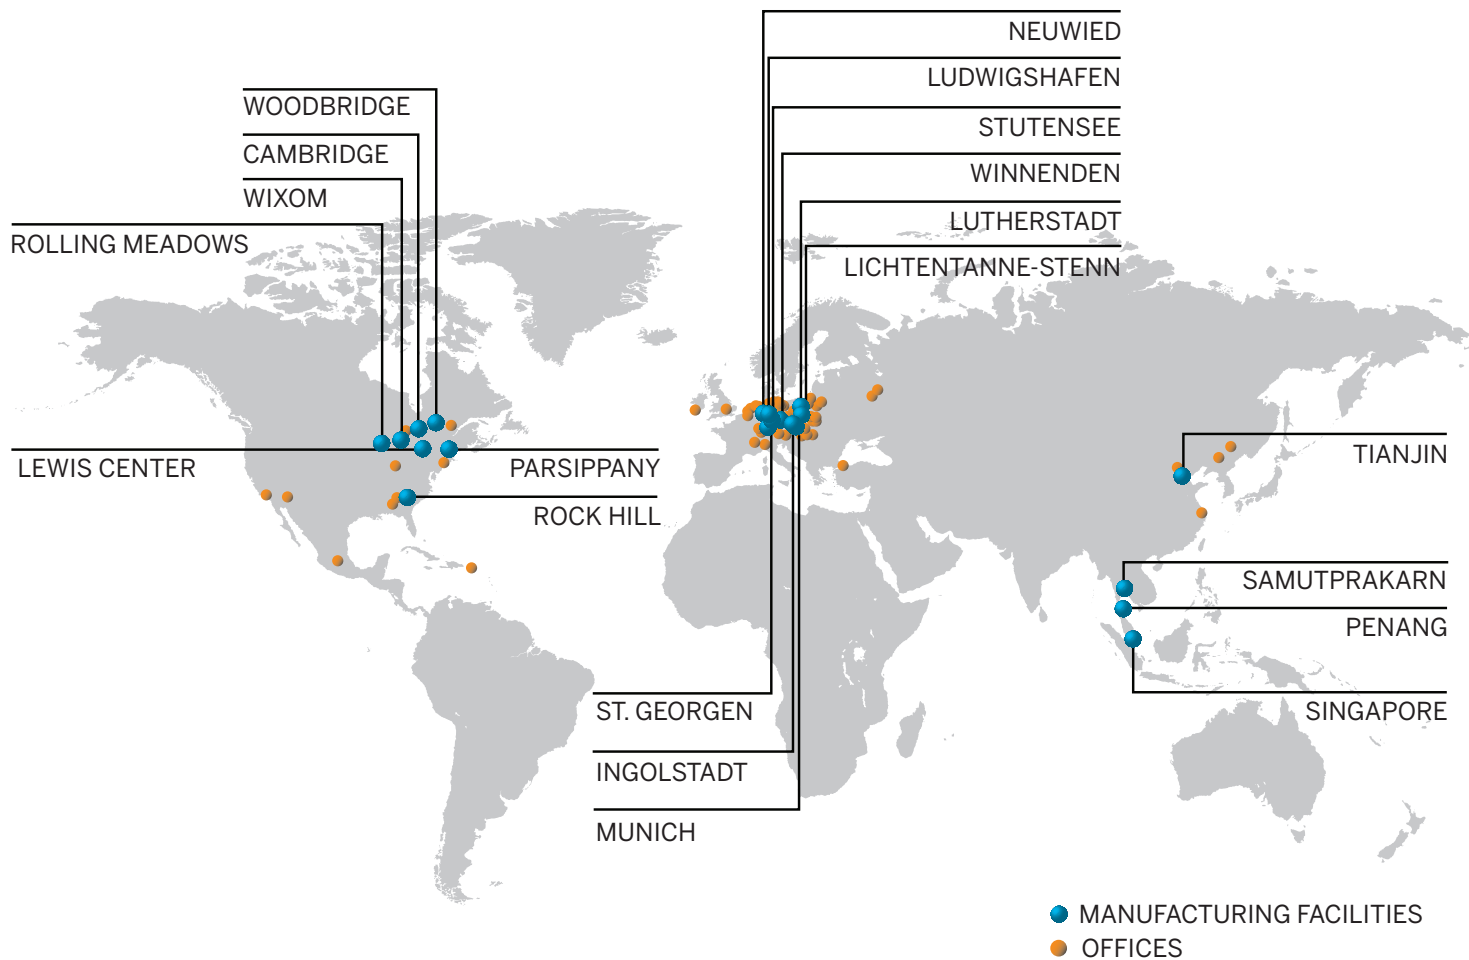 NEUWIED
LUDWIGSHAFEN
WOODBRIDGE
STUTENSEE
CAMBRIDGE
WINNENDEN
WIXOM
LUTHERSTADT
ROLLING MEADOWS
LICHTENTANNE-STENN
TIANJIN
LEWIS CENTER
PARSIPPANY
ROCK HILL
SAMUTPRAKARN
PENANG
ST. GEORGEN
SINGAPORE
INGOLSTADT
MUNICH
MANUFACTURING FACILITIES
OFFICES